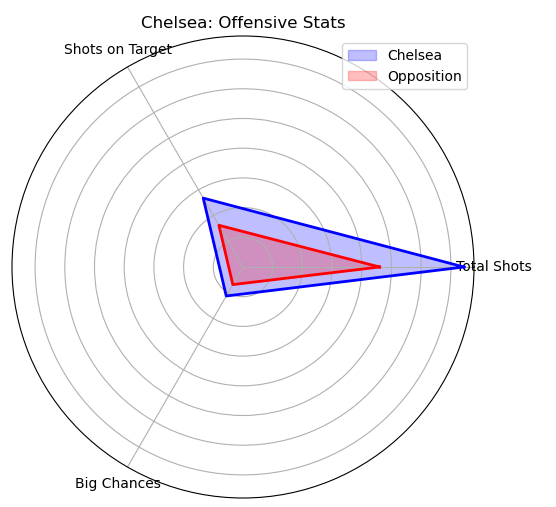 Chelsea: Offensive Stats
Shots on Target
Chelsea
Opposition
Total Shots
Big Chances